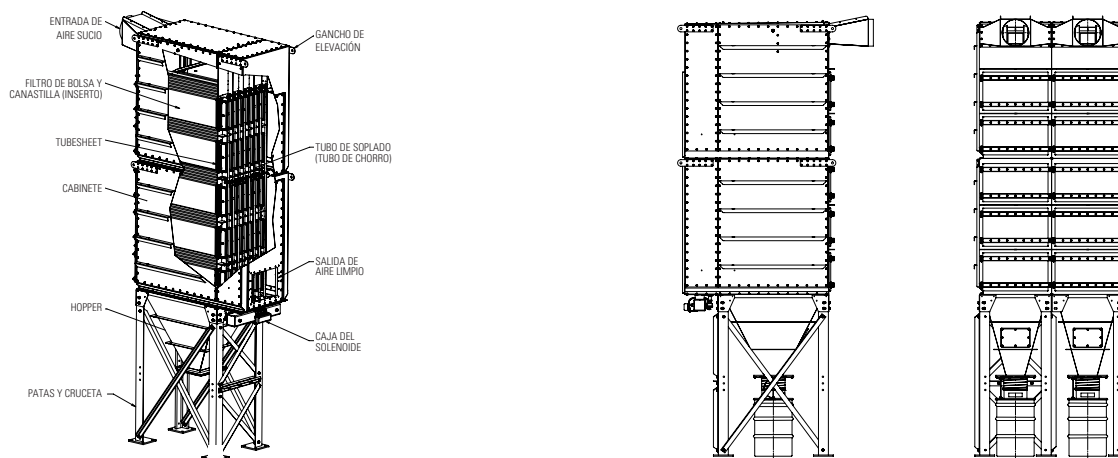 ENTRADA DE
AIRE SUCIO
GANCHO DE
ELEVACIÓN
FILTRO DE BOLSA Y
CANASTILLA (INSERTO)
TUBESHEET
TUBO DE SOPLADO
(TUBO DE CHORRO)
CABINETE
SALIDA DE
AIRE LIMPIO
HOPPER
CAJA DEL
SOLENOIDE
PATAS Y CRUCETA